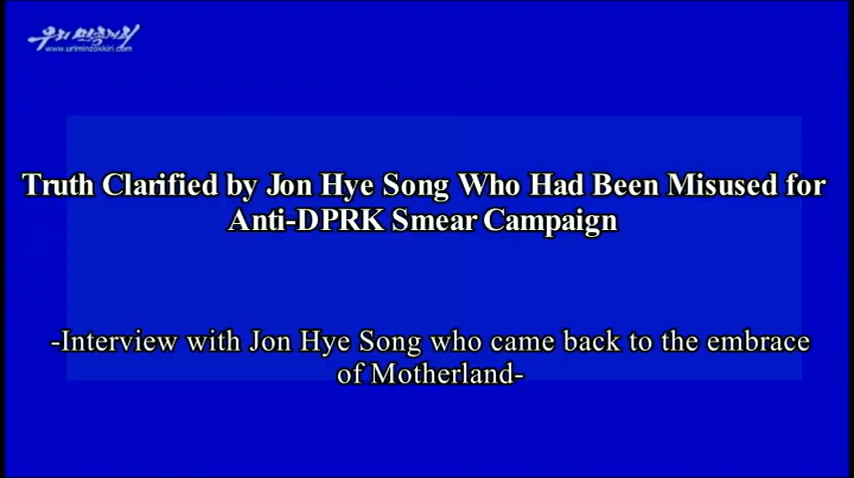 우리 민족끼리
www.uriminzokkiri.com
Truth Clarified by Jon Hye Song Who Had Been Misused for
Anti-DPRK Smear Campaign
-Interview with Jon Hye Song who came back to the embrace
of Motherland-